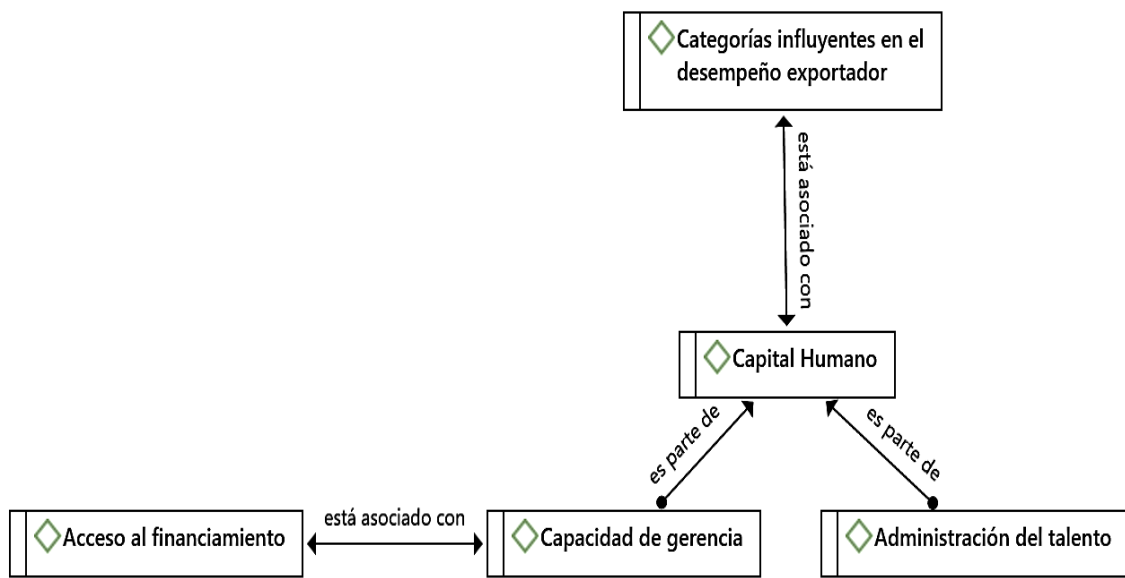 Categorías influyentes en el
desempeño exportador
está asociado con
Capital Humano
es parte de
es parte de
Acceso al financiamiento
está asociado con
Capacidad de gerencia
Administración del talento